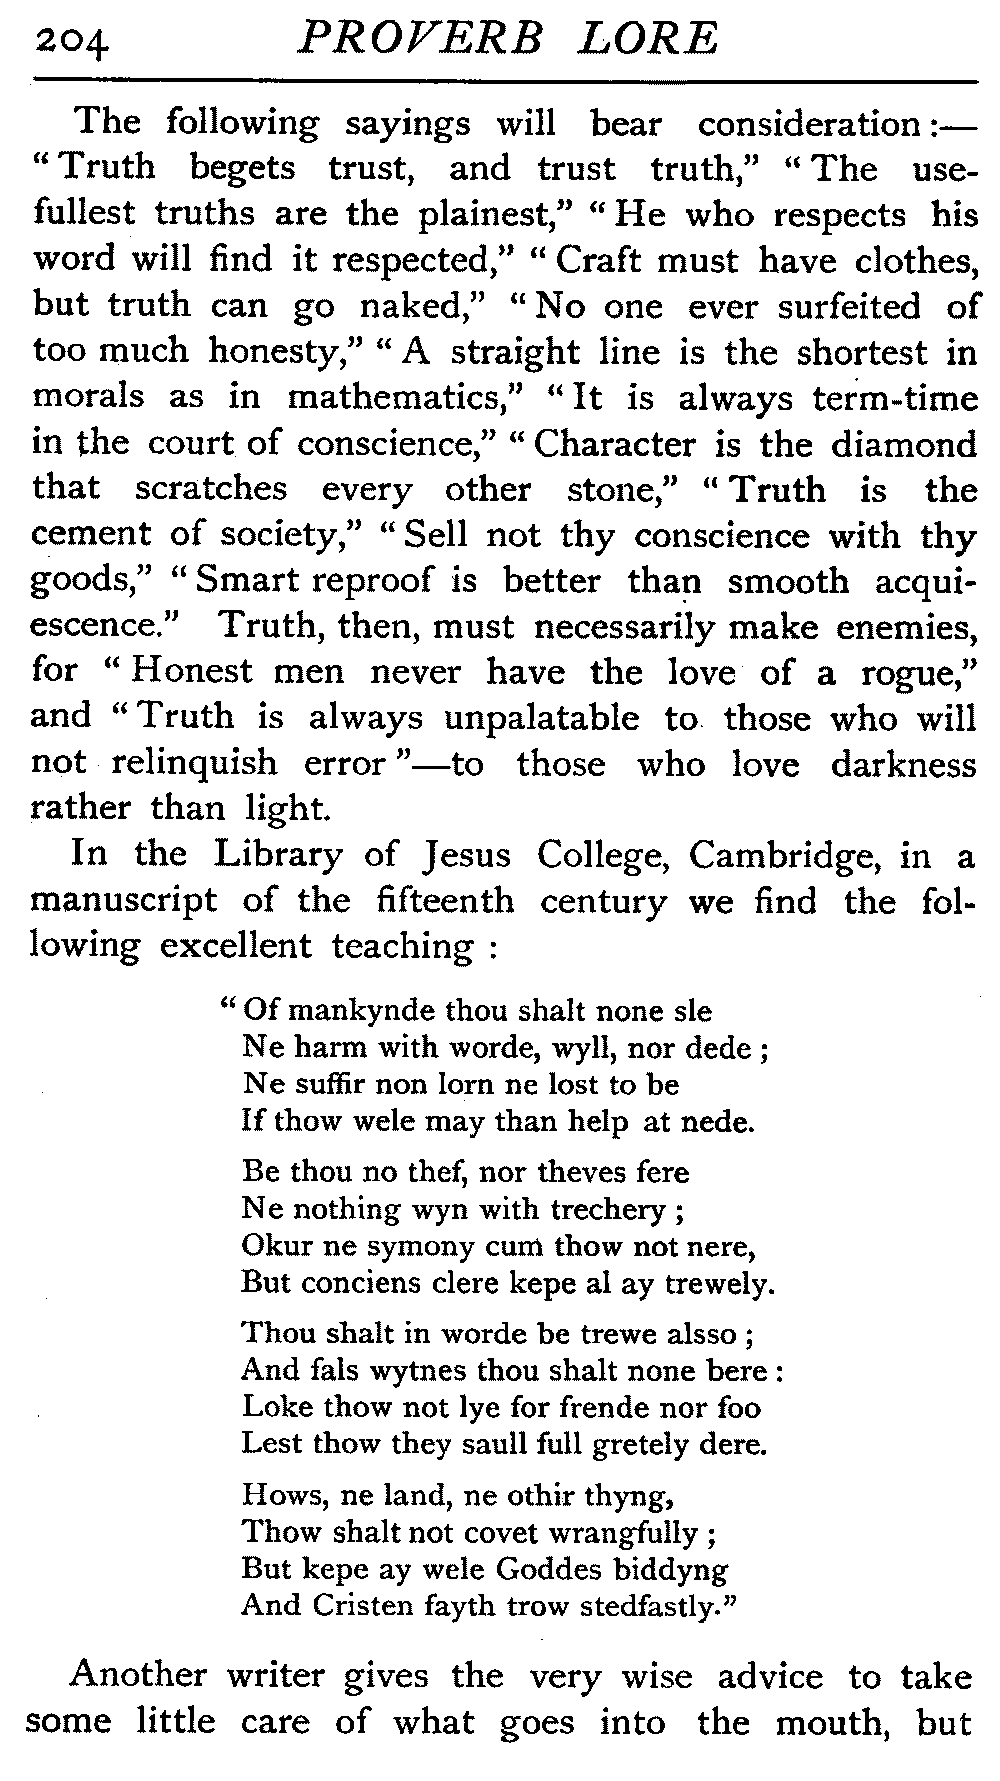 204 PROVERB LORE
The following sayings will bear consideration:—
“Truth begets trust, and trust truth,” “The use-
fullest truths are the plainest,” “He who respects his
word will find it respected,” “Craft must have clothes,
but truth can go naked,” “No one ever surfeited of
too much honesty,” “A straight line is the shortest in
morals as in mathematics,” “It is always term-time
in the court of conscience,” “Character is the diamond
that scratches every other stone,” “Truth is the
cement of society,” “Sell not thy conscience with thy
goods,” “Smart reproof is better than smooth acqui-
escence.” Truth, then, must necessarily make enemies,
for “Honest men never have the love of a rogue,”
and “Truth is always unpalatable to those who will
not relinquish error”—to those who love darkness
rather than light.
In the Library of Jesus College, Cambridge, in a
manuscript of the fifteenth century we find the fol-
lowing excellent teaching:
“Of mankynde thou shalt none sle
Ne harm with worde, wyll, nor dede;
Ne suffir non lorn ne lost to be
If thow wele may than help at nede.
Be thou no thef, nor theves fere
Ne nothing wyn with trechery;
Okur ne symony cum thow not nere,
But conciens clere kepe al ay trewely.
Thou shalt in worde be trewe alsso;
And fals wytnes thou shalt none bere:
Loke thow not lye for frende nor foo
Lest thow they saull full gretely dere.
Hows, ne land, ne othir thyng,
Thow shalt not covet wrangfully;
But kepe ay wele Goddes biddyng
And Cristen fayth trow stedfastly.”
Another writer gives the very wise advice to take
some little care of what goes into the mouth, but